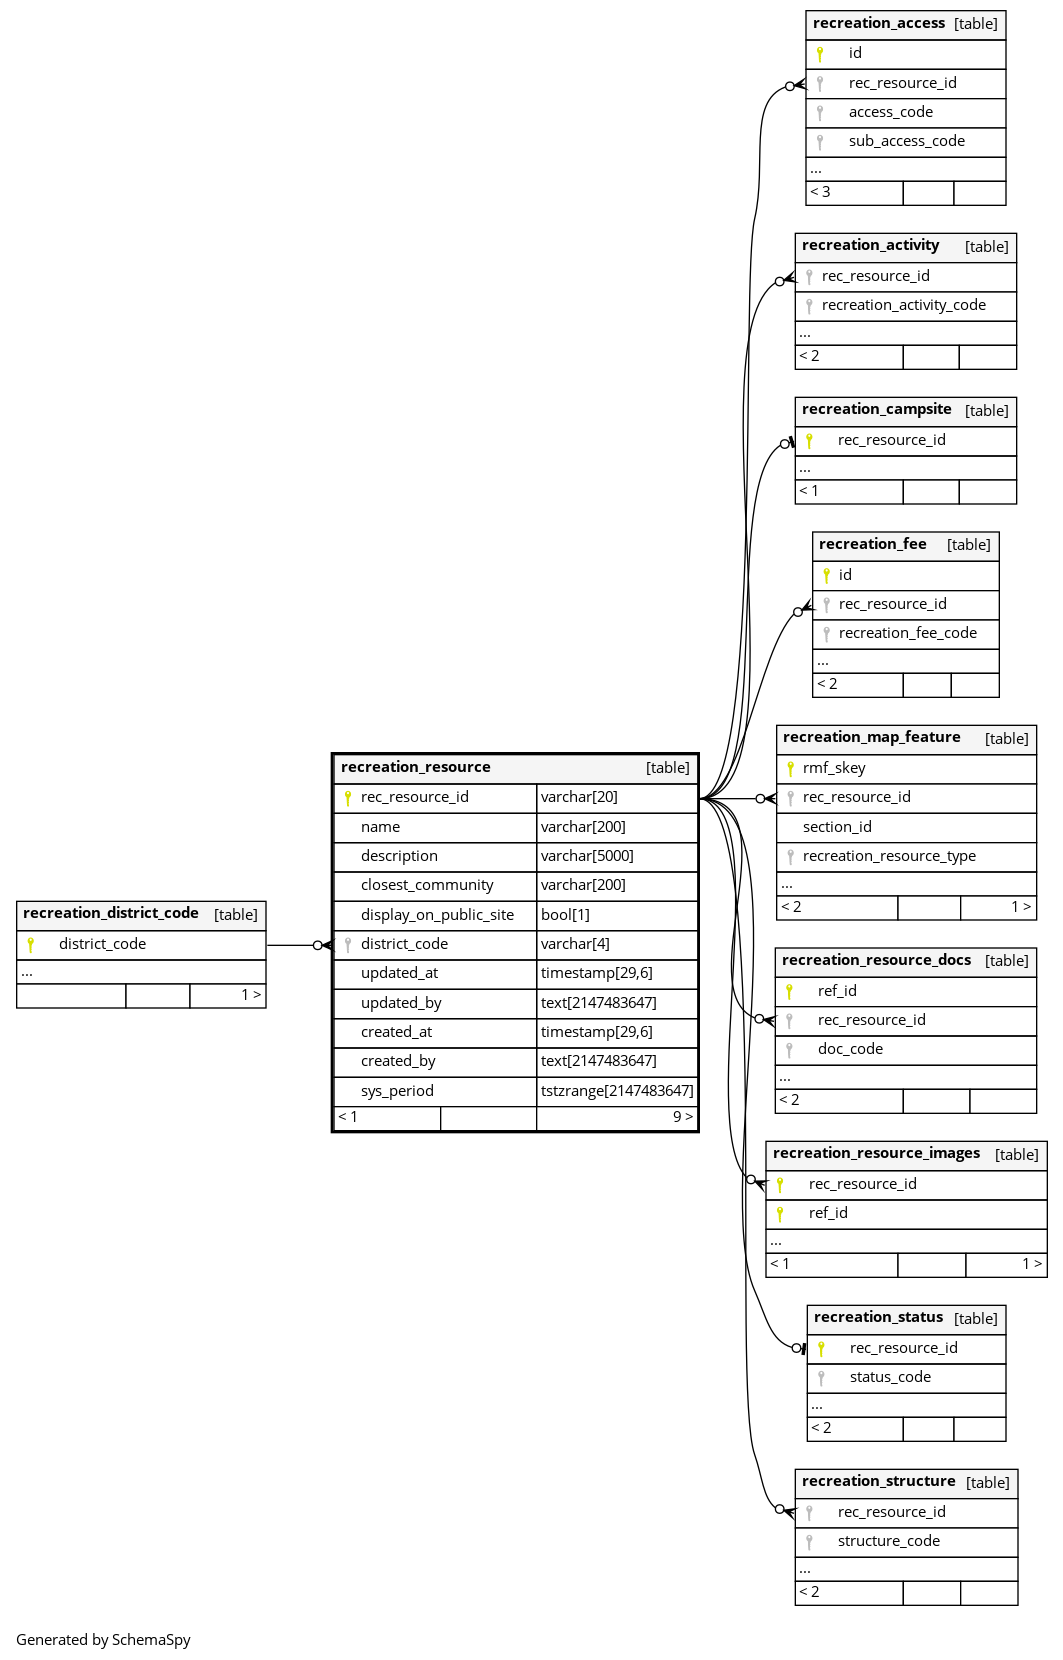 recreation_access [table]
id
rec_resource_id
access_code
sub_access_code
...
< 3
recreation_activity [table]
rec_resource_id
recreation_activity_code
...
< 2
recreation_campsite [table]
rec_resource_id
...
< 1
recreation_fee [table]
id
rec_resource_id
recreation_fee_code
...
< 2
recreation_map_feature [table]
rmf_skey
rec_resource_id
section_id
recreation_resource_type
...
< 2 1 >
recreation_resource [table]
rec_resource_id varchar[20]
name varchar[200]
description varchar[5000]
closest_community varchar[200]
display_on_public_site bool[1]
district_code varchar[4]
updated_at timestamp[29,6]
updated_by text[2147483647]
created_at timestamp[29,6]
created_by text[2147483647]
sys_period tstzrange[2147483647]
< 1 9 >
recreation_district_code [table]
district_code
...
1 >
recreation_resource_docs [table]
ref_id
rec_resource_id
doc_code
...
< 2
recreation_resource_images [table]
rec_resource_id
ref_id
...
< 1 1 >
recreation_status [table]
rec_resource_id
status_code
...
< 2
recreation_structure [table]
rec_resource_id
structure_code
...
< 2
Generated by SchemaSpy